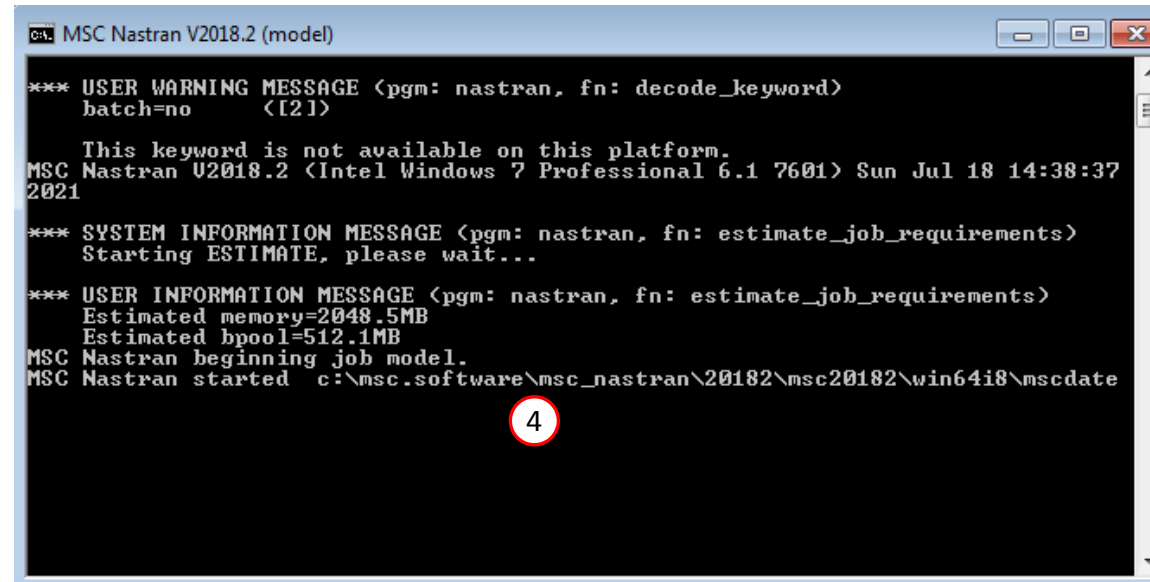 MSC Nastran V2018.2 (model)
*** USER WARNING MESSAGE (pgm: nastran, fn: decode_keyword)
batch=no ([2])
This keyword is not available on this platform.
MSC Nastran V2018.2 (Intel Windows 7 Professional 6.1 7601) Sun Jul 18 14:38:37
2021
*** SYSTEM INFORMATION MESSAGE (pgm: nastran, fn: estimate_job_requirements)
Starting ESTIMATE, please wait...
*** USER INFORMATION MESSAGE (pgm: nastran, fn: estimate_job_requirements)
Estimated memory=2048.5MB
Estimated bpool=512.1MB
MSC Nastran beginning job model.
MSC Nastran started c:\msc.software\msc_nastran\20182\msc20182\win64i8\mscdate
4